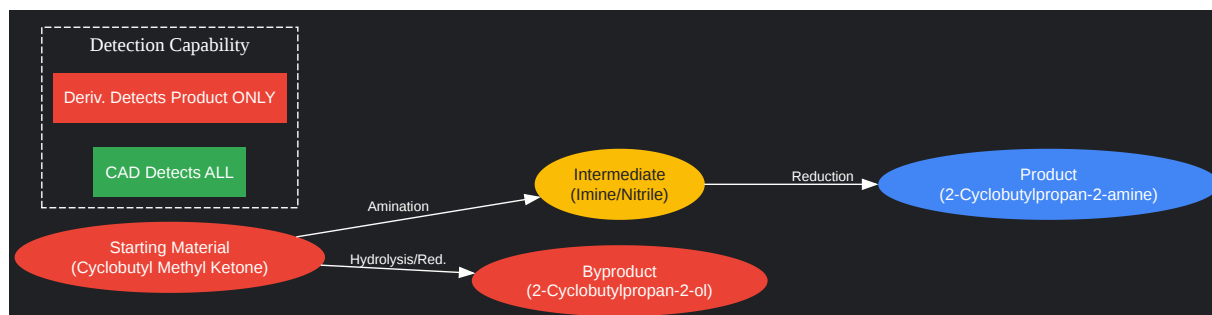 Detection Capability
Deriv. Detects Product ONLY
CAD Detects ALL
Starting Material
(Cyclobutyl Methyl Ketone)
Amination
Hydrolysis/Red.
Intermediate
(Imine/Nitrile)
Byproduct
(2-Cyclobutylpropan-2-ol)
Reduction
Product
(2-Cyclobutylpropan-2-amine)